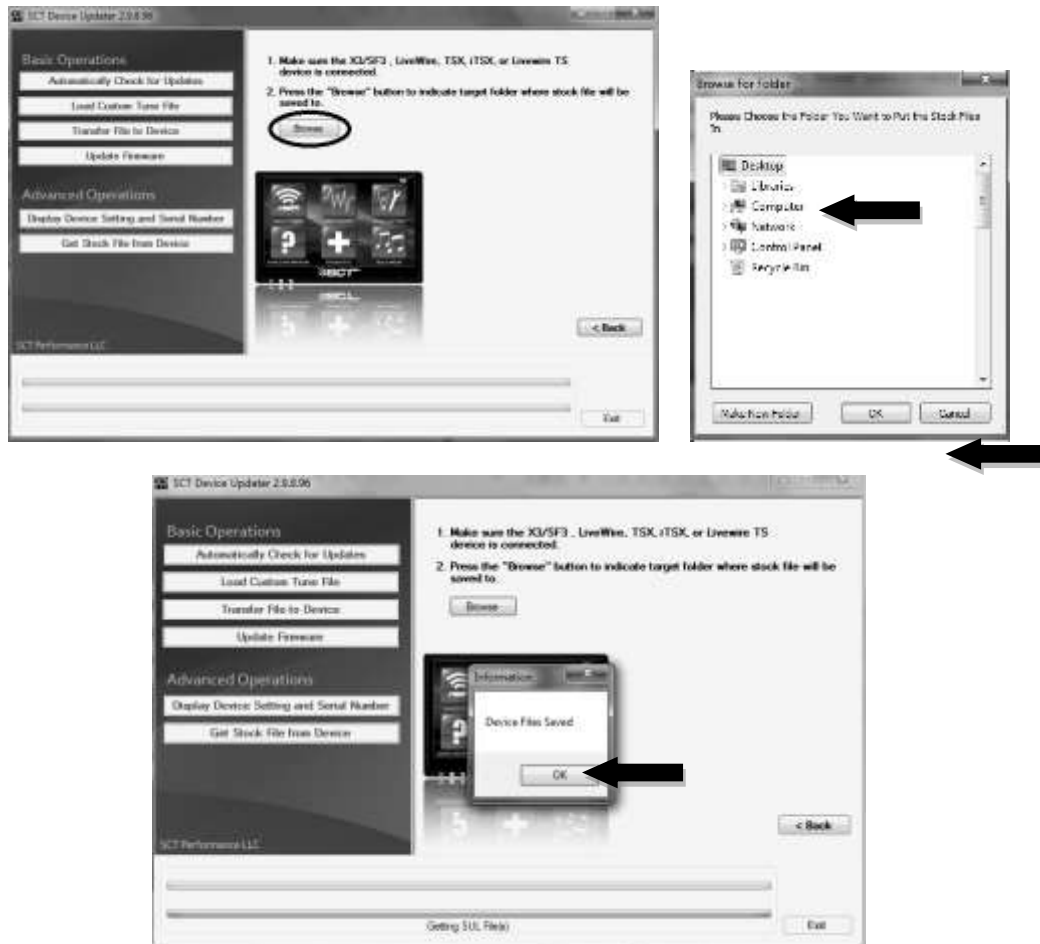 SCT Device Updater 2.9.8.96
Basic Operations
Automatically Check for Updates
Load Custom Tune File
Transfer File to Device
Update Firmware
Advanced Operations
Display Device Setting and Serial Number
Get Stock File from Device
SCT Performance LLC
1. Make sure the X3/SF3 , LiveWire, TSX, iTSX, or Livewire TS
device is connected.
2. Press the "Browse" button to indicate target folder where stock file will be
saved to.
Browse
SCT
< Back
Exit
Browse for Folder
Please Choose the Folder You Want to Put the Stock Files
In.
Desktop
Libraries
Computer
Network
Control Panel
Recycle Bin
Make New Folder
OK
Cancel
SCT Device Updater 2.9.8.96
Basic Operations
Automatically Check for Updates
Load Custom Tune File
Transfer File to Device
Update Firmware
Advanced Operations
Display Device Setting and Serial Number
Get Stock File from Device
SCT Performance LLC
1. Make sure the X3/SF3 , LiveWire, TSX, iTSX, or Livewire TS
device is connected.
2. Press the "Browse" button to indicate target folder where stock file will be
saved to.
Browse
Information
Device Files Saved
OK
< Back
Getting SUL File(s)
Exit